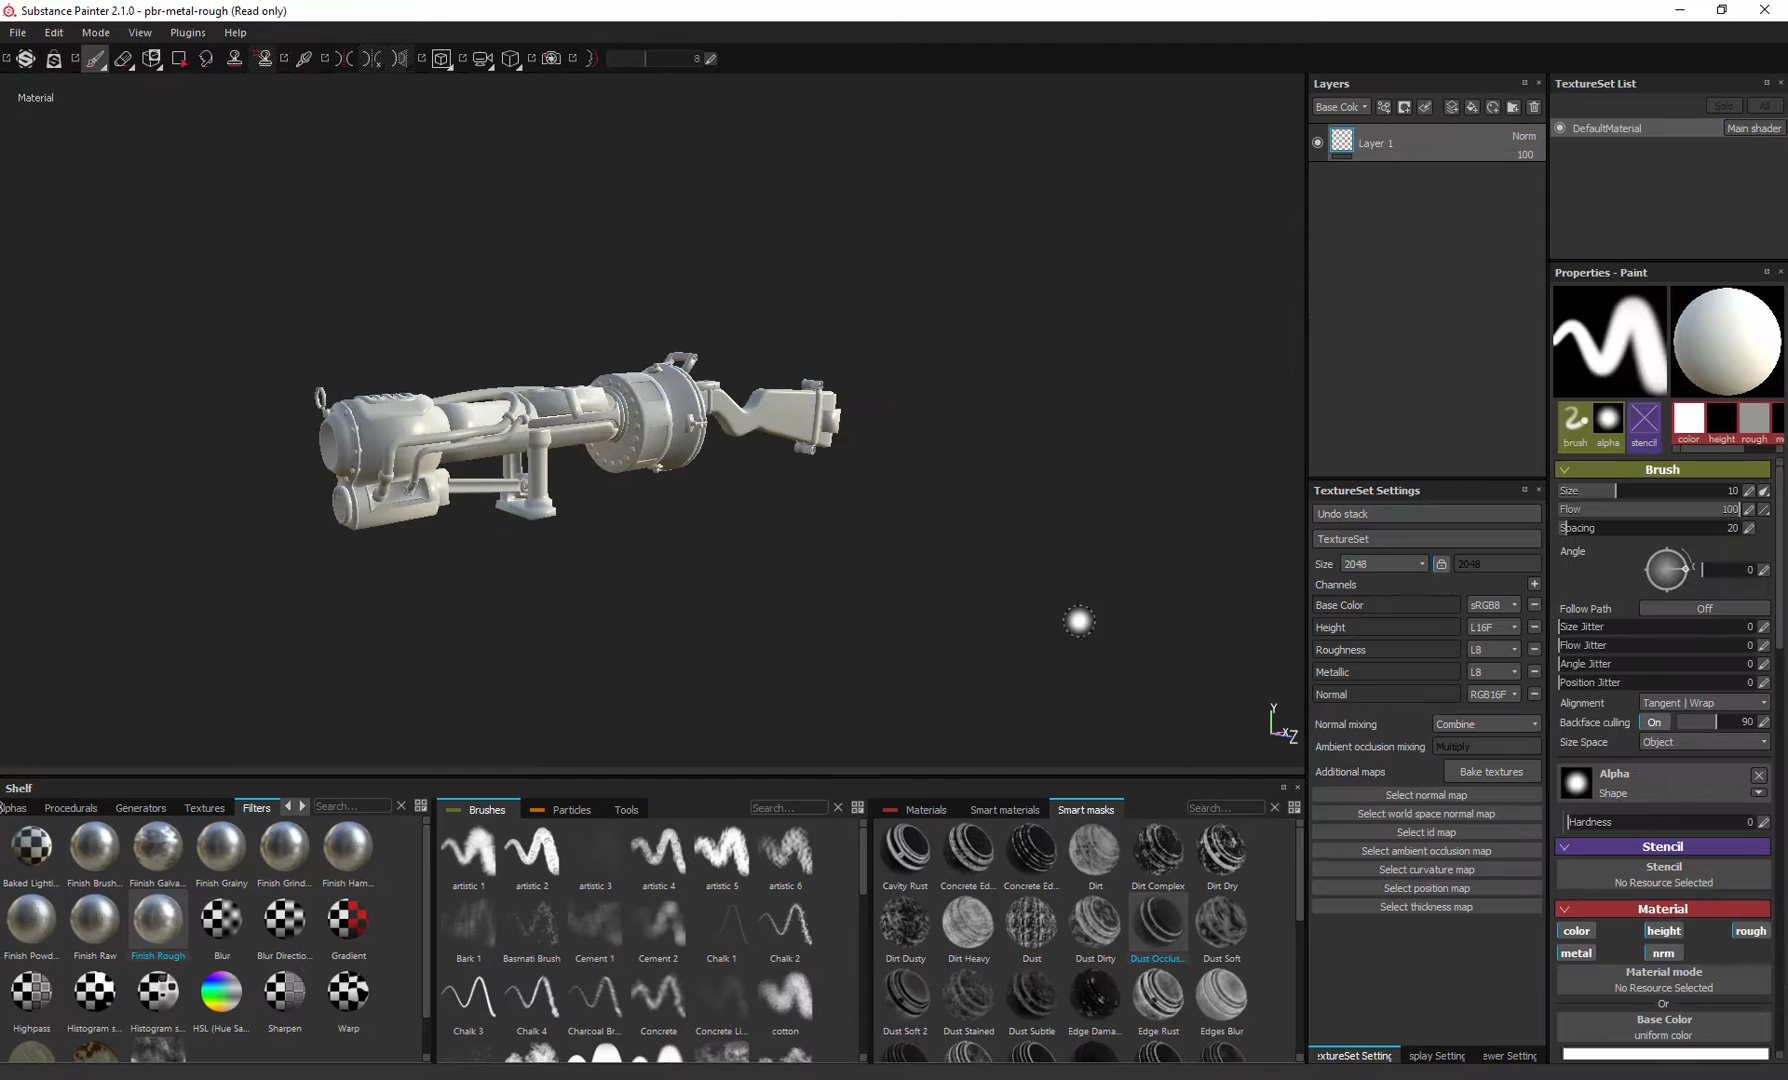 Substance Painter 2.1.0 - pbr-metal-rough (Read only)
File Edit Mode View Plugins Help
8
Material
Layers
Base Colc
Layer 1
Norm
100
TextureSet List
Solo All
DefaultMaterial Main shader
Properties - Paint
brush alpha stencil color height rough m
Brush
Size 10
Flow 100
Spacing 20
Angle
0
Follow Path Off
Size Jitter 0
Flow Jitter 0
Angle Jitter 0
Position Jitter 0
Alignment Tangent | Wrap
Backface culling On 90
Size Space Object
Alpha
Shape
Hardness 0
Stencil
Stencil
No Resource Selected
Material
color height rough
metal nrm
Material mode
No Resource Selected
Or
Base Color
uniform color
TextureSet Settings
Undo stack
TextureSet
Size 2048 2048
Channels
Base Color sRGB8
Height L16F
Roughness L8
Metallic L8
Normal RGB16F
Normal mixing Combine
Ambient occlusion mixing Multiply
Additional maps Bake textures
Select normal map
Select world space normal map
Select id map
Select ambient occlusion map
Select curvature map
Select position map
Select thickness map
extureSet Setting splay Setting ewer Setting
Y
X
Z
Shelf
lphas Procedurals Generators Textures Filters Search...
Baked Lighti... Finish Brush... Fiinish Galva... Finish Grainy Finish Grind... Finish Ham...
Finish Powd... Finish Raw Finish Rough Blur Blur Directio... Gradient
Highpass Histogram s... Histogram s... HSL (Hue Sa... Sharpen Warp
Brushes Particles Tools Search...
artistic 1 artistic 2 artistic 3 artistic 4 artistic 5 artistic 6
Bark 1 Basmati Brush Cement 1 Cement 2 Chalk 1 Chalk 2
Chalk 3 Chalk 4 Charcoal Br... Concrete Concrete Li... cotton
Materials Smart materials Smart masks Search...
Cavity Rust Concrete Ed... Concrete Ed... Dirt Dirt Complex Dirt Dry
Dirt Dusty Dirt Heavy Dust Dust Dirty Dust Occlus... Dust Soft
Dust Soft 2 Dust Stained Dust Subtle Edge Dama... Edge Rust Edges Blur